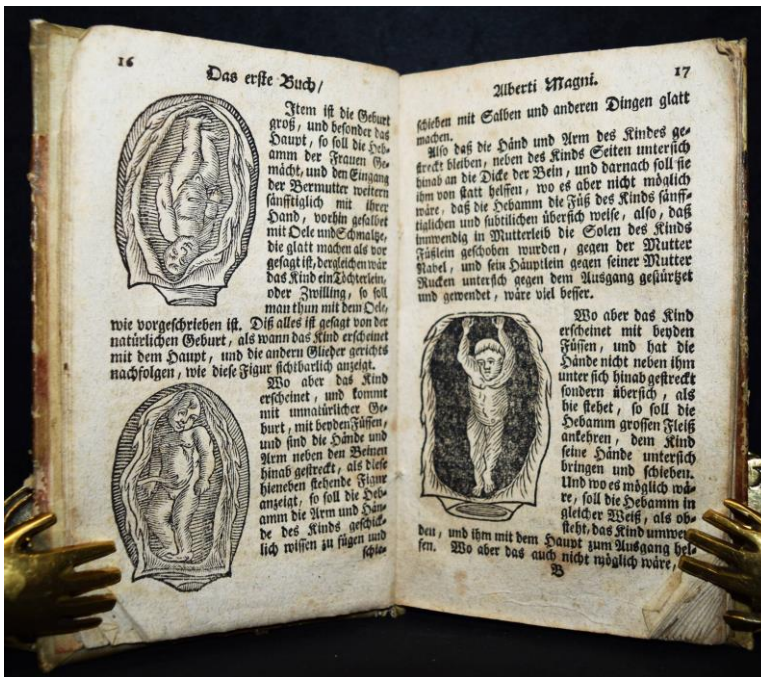 16
Das erste Buch/
Item ist die Geburt
groß, und besonder das
Haupt, so soll die Heb-
amm der Frauen Ge-
mächt, und den Eingang
der Bermutter weitern
sänfftiglich mit ihrer
Hand, vorhin gesalbet
mit Oele und Schmaltze,
die glatt machen als vor
gesagt ist, dergleichen wär
das Kind ein Töchterlein,
oder Zwilling, so soll
man thun mit dem Oele,
wie vorgeschrieben ist. Diß alles ist gesagt von der
natürlichen Geburt, als wann das Kind erscheinet
mit dem Haupt, und die andern Glieder gerichts
nachfolgen, wie diese Figur sichtbarlich anzeigt.
Wo aber das Kind
erscheinet, und kommt
mit unnatürlicher Ge-
burt, mit beyden Füssen,
und sind die Hände und
Arm neben den Beinen
hinab gestreckt, als diese
hieneben stehende Figur
anzeigt, so soll die Heb-
amm die Arm und Hän-
de des Kinds geschick-
lich wissen zu fügen und
schie-
Alberti Magni.
17
schieben mit Salben und anderen Dingen glatt
machen.
Also daß die Händ und Arm des Kindes ge-
streckt bleiben, neben des Kinds Seiten untersich
hinab an die Dicke der Bein, und darnach soll sie
ihm von statt helffen, wo es aber nicht möglich
wäre, daß die Hebamm die Füß des Kinds sänff-
tiglichen und subtilichen übersich weise, also, daß
innwendig in Mutterleib die Solen des Kinds
Füßlein geschoben wurden, gegen der Mutter
Nabel, und sein Häuptlein gegen seiner Mutter
Rucken untersich gegen dem Ausgang gestürtzet
und gewendet, wäre viel besser.
Wo aber das Kind
erscheinet mit beyden
Füssen, und hat die
Hände nicht neben ihm
unter sich hinab gestreckt
sondern übersich, als
hie stehet, so soll die
Hebamm grossen Fleiß
ankehren, dem Kind
seine Hände untersich
bringen und schieben.
Und wo es möglich wä-
re, soll die Hebamm in
gleicher Weiß, als ob-
steht, das Kind umwen-
den, und ihm mit dem Haupt zum Ausgang hel-
fen. Wo aber das auch nicht möglich wäre,
B